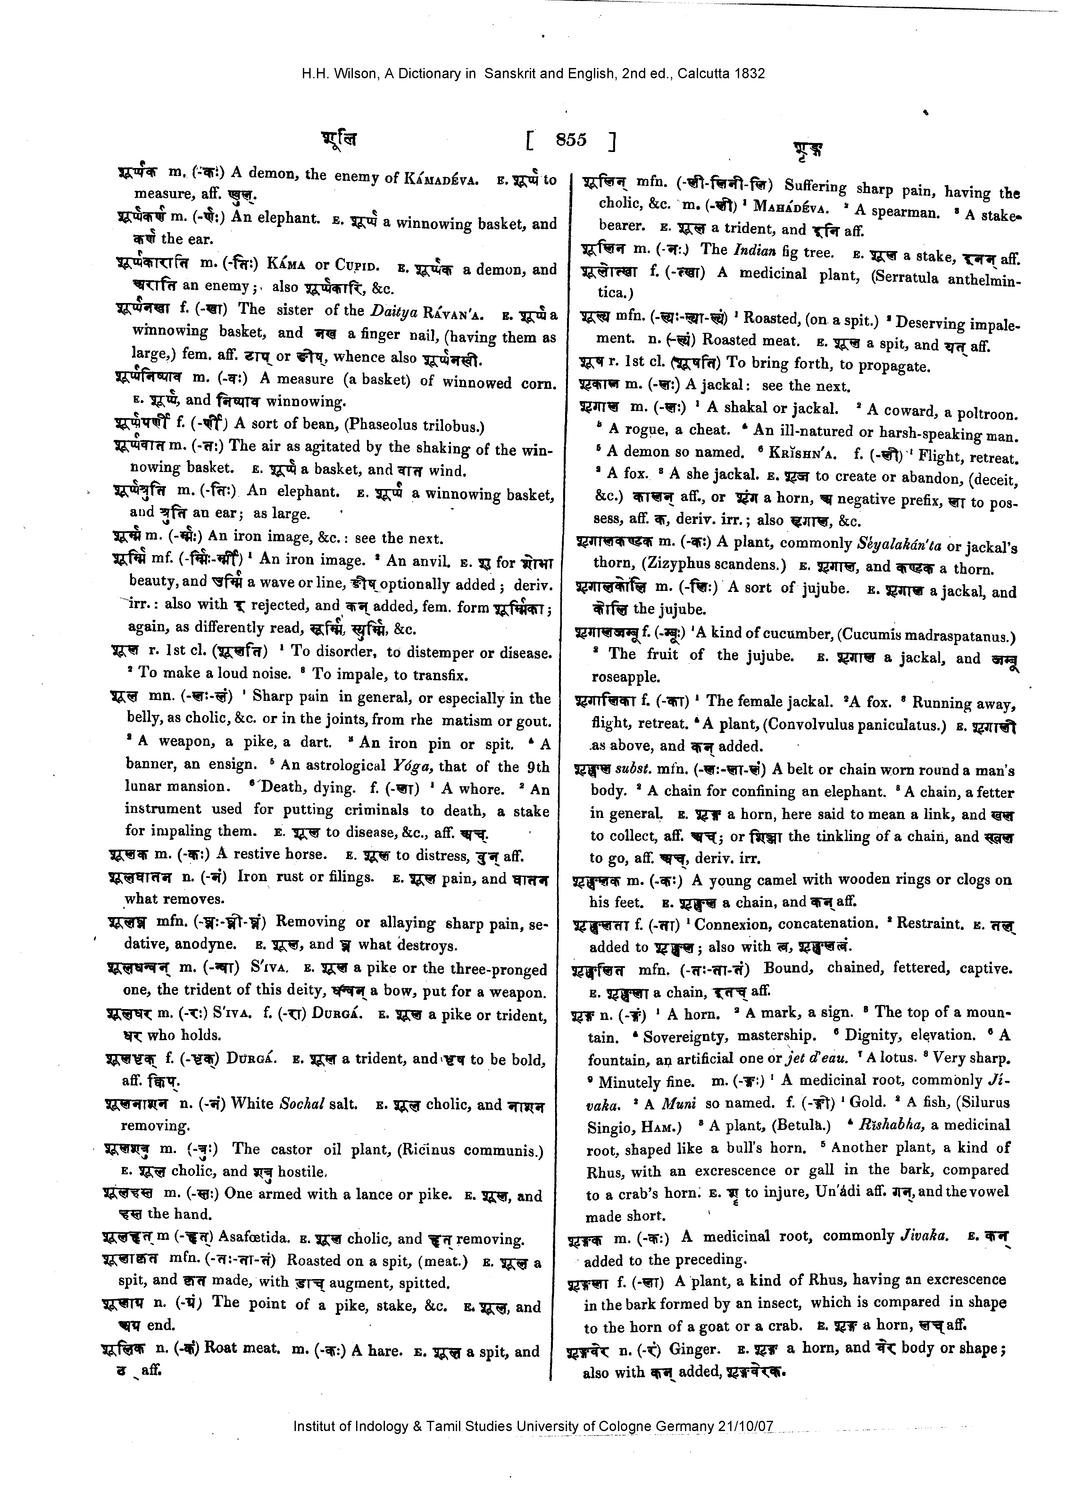 H.H. Wilson, A Dictionary in Sanskrit and English, 2nd ed., Calcutta 1832
शूलि [ 855 ] शृङ्ग
शूर्पक m. (-कः) A demon, the enemy of KÁMADÉVA. E. शूर्प to
measure, aff. ण्वुल्.
शूर्पकर्ण m. (-र्णः) An elephant. E. शूर्प a winnowing basket, and
कर्ण the ear.
शूर्पकाराति m. (-तिः) KÁMA or CUPID. E. शूर्पक a demon, and
अराति an enemy; also शूर्पकारि, &c.
शूर्पनखा f. (-खा) The sister of the Daitya RÁVAN'A. E. शूर्प a
winnowing basket, and नख a finger nail, (having them as
large,) fem. aff. टाप् or ङीष्, whence also शूर्पनखी.
शूर्पनिष्पाव m. (-वः) A measure (a basket) of winnowed corn.
E. शूर्प, and निष्पाव winnowing.
शूर्पपर्णी f. (-र्णी) A sort of bean, (Phaseolus trilobus.)
शूर्पवात m. (-तः) The air as agitated by the shaking of the win-
nowing basket. E. शूर्प a basket, and वात wind.
शूर्पश्रुति m. (-तिः) An elephant. E. शूर्प a winnowing basket,
and श्रुति an ear; as large.
शूर्म m. (-र्मः) An iron image, &c.: see the next.
शूर्मि mf. (-र्मिः-र्मी) ¹ An iron image. ² An anvil. E. शु for शोभा
beauty, and ऊर्मि a wave or line, ङीष् optionally added; deriv.
irr.: also with र् rejected, and कन् added, fem. form शूर्मिका;
again, as differently read, सूर्मि, स्यूर्मि, &c.
शूल r. 1st cl. (शूलति) ¹ To disorder, to distemper or disease.
² To make a loud noise. ³ To impale, to transfix.
शूल mn. (-लः-लं) ¹ Sharp pain in general, or especially in the
belly, as cholic, &c. or in the joints, from rhe matism or gout.
² A weapon, a pike, a dart. ³ An iron pin or spit. ⁴ A
banner, an ensign. ⁵ An astrological Yóga, that of the 9th
lunar mansion. ⁶ Death, dying. f. (-ला) ¹ A whore. ² An
instrument used for putting criminals to death, a stake
for impaling them. E. शूल to disease, &c., aff. अच्.
शूलक m. (-कः) A restive horse. E. शूल to distress, वुन् aff.
शूलघातन n. (-नं) Iron rust or filings. E. शूल pain, and घातन
what removes.
शूलघ्न mfn. (-घ्नः-घ्नी-घ्नं) Removing or allaying sharp pain, se-
dative, anodyne. E. शूल, and घ्न what destroys.
शूलधन्वन् m. (-न्वा) S'IVA. E. शूल a pike or the three-pronged
one, the trident of this deity, धन्वन् a bow, put for a weapon.
शूलधर m. (-रः) S'IVA. f. (-रा) DURGÁ. E. शूल a pike or trident,
धर who holds.
शूलधृक् f. (-धृक्) DURGÁ. E. शूल a trident, and धृष to be bold,
aff. क्विप्.
शूलनाशन n. (-नं) White Sochal salt. E. शूल cholic, and नाशन
removing.
शूलशत्रु m. (-त्रुः) The castor oil plant, (Ricinus communis.)
E. शूल cholic, and शत्रु hostile.
शूलहस्त m. (-स्तः) One armed with a lance or pike. E. शूल, and
हस्त the hand.
शूलहृत् m (-हृत्) Asafœtida. E. शूल cholic, and हृत् removing.
शूलाकृत mfn. (-तः-ता-तं) Roasted on a spit, (meat.) E. शूल a
spit, and कृत made, with डाच् augment, spitted.
शूलाग्र n. (-ग्रं) The point of a pike, stake, &c. E. शूल, and
अग्र end.
शूलिक n. (-कं) Roat meat. m. (-कः) A hare. E. शूल a spit, and
ठ aff.
शूलिन् mfn. (-ली-लिनी-लि) Suffering sharp pain, having the
cholic, &c. m. (-ली) ¹ MAHÁDÉVA. ² A spearman. ³ A stake-
bearer. E. शूल a trident, and इनि aff.
शूलिन m. (-नः) The Indian fig tree. E. शूल a stake, इनन् aff.
शूलोत्खा f. (-त्खा) A medicinal plant, (Serratula anthelmin-
tica.)
शूल्य mfn. (-ल्यः-ल्या-ल्यं) ¹ Roasted, (on a spit.) ² Deserving impale-
ment. n. (-ल्यं) Roasted meat. E. शूल a spit, and यत् aff.
शूष r. 1st cl. (शूषति) To bring forth, to propagate.
शृकाल m. (-लः) A jackal: see the next.
शृगाल m. (-लः) ¹ A shakal or jackal. ² A coward, a poltroon.
³ A rogue, a cheat. ⁴ An ill-natured or harsh-speaking man.
⁵ A demon so named. ⁶ KRĬSHN'A. f. (-ली) ¹ Flight, retreat.
² A fox. ³ A she jackal. E. सृज to create or abandon, (deceit,
&c.) कालन् aff., or शृंग a horn, अ negative prefix, ला to pos-
sess, aff. क, deriv. irr.; also सृगाल, &c.
शृगालकण्टक m. (-कः) A plant, commonly Séyalakán'ta or jackal's
thorn, (Zizyphus scandens.) E. शृगाल, and कण्टक a thorn.
शृगालकोलि m. (-लिः) A sort of jujube. E. शृगाल a jackal, and
कोलि the jujube.
शृगालजम्बू f. (-म्बूः) ¹ A kind of cucumber, (Cucumis madraspatanus.)
² The fruit of the jujube. E. शृगाल a jackal, and जम्बू
roseapple.
शृगालिका f. (-का) ¹ The female jackal. ² A fox. ³ Running away,
flight, retreat. ⁴ A plant, (Convolvulus paniculatus.) E. शृगाली
as above, and कन् added.
शृङ्खल subst. mfn. (-लः-ला-लं) A belt or chain worn round a man's
body. ² A chain for confining an elephant. ³ A chain, a fetter
in general. E. शृङ्ग a horn, here said to mean a link, and खल
to collect, aff. अच्; or शिञ्जा the tinkling of a chain, and स्खल
to go, aff. अच्, deriv. irr.
शृङ्खलक m. (-कः) A young camel with wooden rings or clogs on
his feet. E. शृङ्खल a chain, and कन् aff.
शृङ्खलता f. (-ता) ¹ Connexion, concatenation. ² Restraint. E. तल्
added to शृङ्खल; also with त्व, शृङ्खलत्वं.
शृङ्खलित mfn. (-तः-ता-तं) Bound, chained, fettered, captive.
E. शृङ्खला a chain, इतच् aff.
शृङ्ग n. (-ङ्गं) ¹ A horn. ² A mark, a sign. ³ The top of a moun-
tain. ⁴ Sovereignty, mastership. ⁵ Dignity, elevation. ⁶ A
fountain, an artificial one or jet d'eau. ⁷ A lotus. ⁸ Very sharp.
⁹ Minutely fine. m. (-ङ्गः) ¹ A medicinal root, commonly Jí-
vaka. ² A Muni so named. f. (-ङ्गी) ¹ Gold. ² A fish, (Silurus
Singio, HAM.) ³ A plant, (Betula.) ⁴ Rishabha, a medicinal
root, shaped like a bull's horn. ⁵ Another plant, a kind of
Rhus, with an excrescence or gall in the bark, compared
to a crab's horn. E. शॄ to injure, Un'ádi aff. गन्, and the vowel
made short.
शृङ्गक m. (-कः) A medicinal root, commonly Jivaka. E. कन्
added to the preceding.
शृङ्गला f. (-ला) A plant, a kind of Rhus, having an excrescence
in the bark formed by an insect, which is compared in shape
to the horn of a goat or a crab. E. शृङ्ग a horn, लच् aff.
शृङ्गवेर n. (-रं) Ginger. E. शृङ्ग a horn, and वेर body or shape;
also with कन् added, शृङ्गवेरक.
Institut of Indology & Tamil Studies University of Cologne Germany 21/10/07